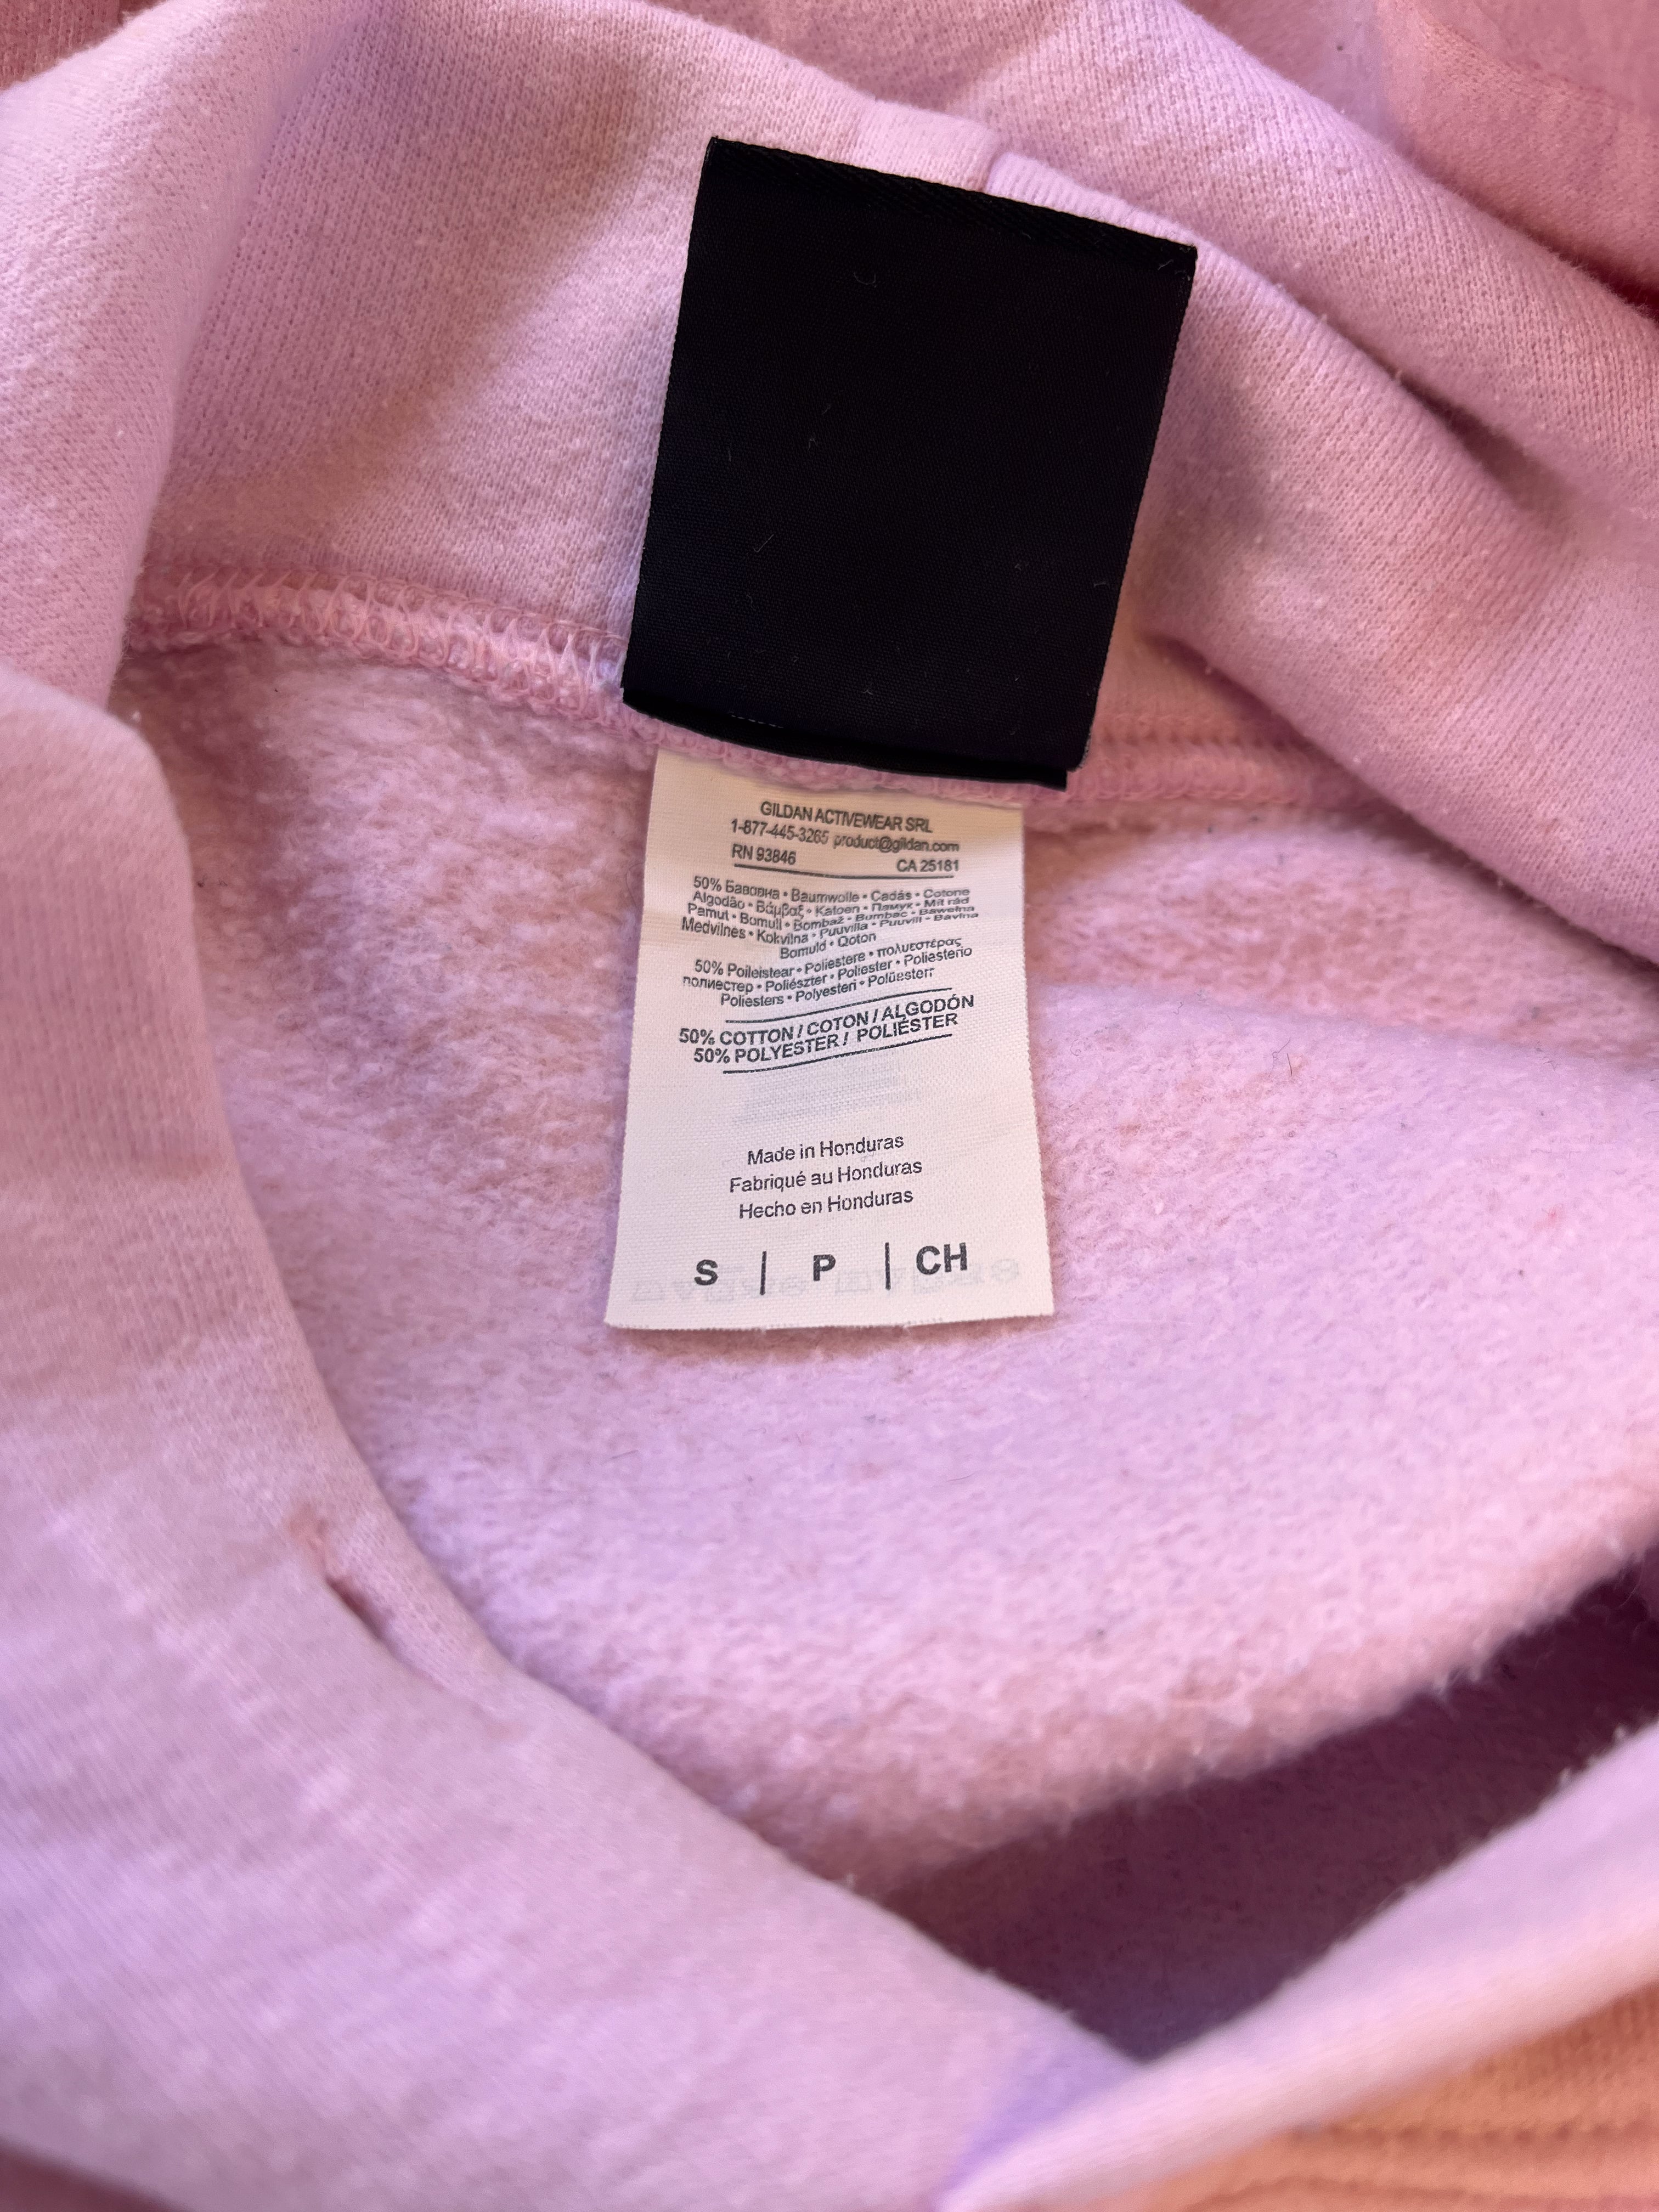 GILDAN ACTIVEWEAR SRL
1-877-445-3265 product@gildan.com
RN 93846 CA 25181
50% Бавовна • Baumwolle • Cadás • Cotone
Algodão • Βάμβαξ • Katoen • Памук • Mit rád
Pamut • Bomull • Bombaž • Bumbac • Bawełna
Medvilnės • Kokvilna • Puuvilla • Puuvill • Bavlna
Bomuld • Qoton
50% Poileistear • Poliestere • πολυεστέρας
полиестер • Poliészter • Poliester • Poliesteño
Poliesters • Polyesteri • Polüesterr
50% COTTON / COTON / ALGODÓN
50% POLYESTER / POLIÉSTER
Made in Honduras
Fabriqué au Honduras
Hecho en Honduras
S | P | CH